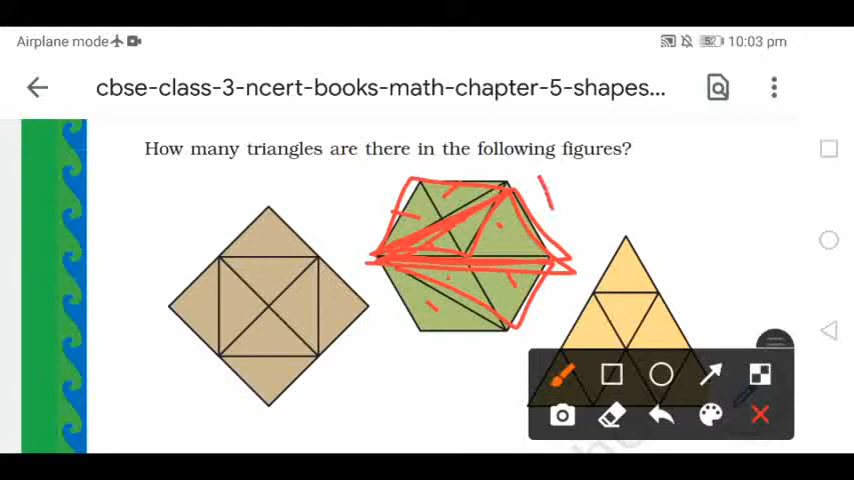 Airplane mode 52 10:03 pm
cbse-class-3-ncert-books-math-chapter-5-shapes...
How many triangles are there in the following figures?